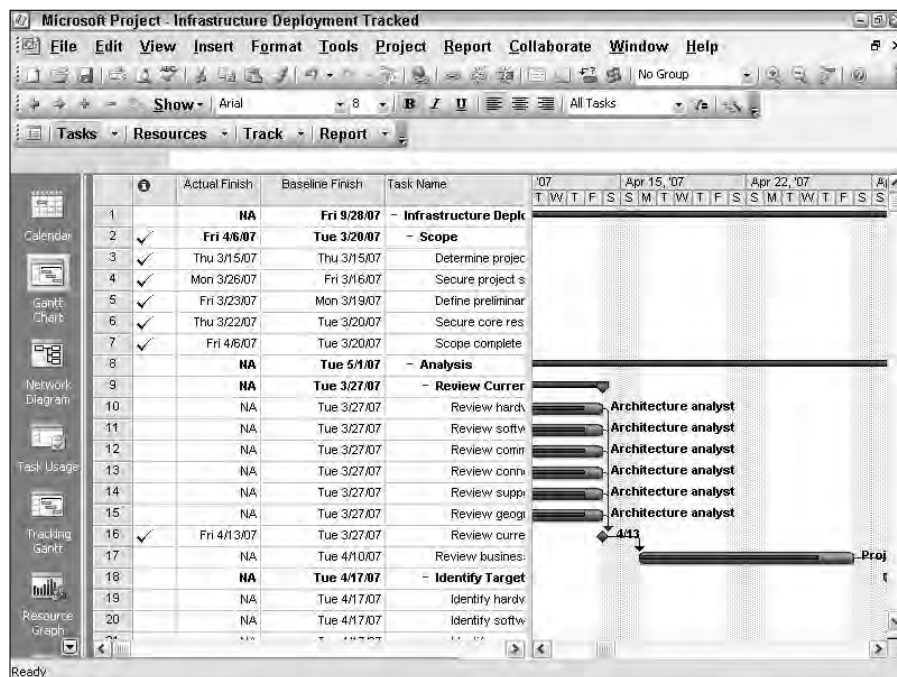 Microsoft Project - Infrastructure Deployment Tracked
File Edit View Insert Format Tools Project Report Collaborate Window Help
No Group
Show Arial 8 B I U All Tasks
Tasks Resources Track Report
Actual Finish Baseline Finish Task Name '07 Apr 15, '07 Apr 22, '07
T W T F S S M T W T F S S M T W T F S S
1 NA Fri 9/28/07 - Infrastructure Deplo
2 Fri 4/6/07 Tue 3/20/07 - Scope
3 Thu 3/15/07 Thu 3/15/07 Determine projec
4 Mon 3/26/07 Fri 3/16/07 Secure project s
5 Fri 3/23/07 Mon 3/19/07 Define preliminar
6 Thu 3/22/07 Tue 3/20/07 Secure core res
7 Fri 4/6/07 Tue 3/20/07 Scope complete
8 NA Tue 5/1/07 - Analysis
9 NA Tue 3/27/07 - Review Currer
10 NA Tue 3/27/07 Review hardv Architecture analyst
11 NA Tue 3/27/07 Review softw Architecture analyst
12 NA Tue 3/27/07 Review comm Architecture analyst
13 NA Tue 3/27/07 Review conne Architecture analyst
14 NA Tue 3/27/07 Review suppo Architecture analyst
15 NA Tue 3/27/07 Review geogr Architecture analyst
16 Fri 4/13/07 Tue 3/27/07 Review curre 4/13
17 NA Tue 4/10/07 Review busines: Proj
18 NA Tue 4/17/07 - Identify Target
19 NA Tue 4/17/07 Identify hardv
20 NA Tue 4/17/07 Identify softw
Calendar
Gantt
Chart
Network
Diagram
Task Usage
Tracking
Gantt
Resource
Graph
Ready